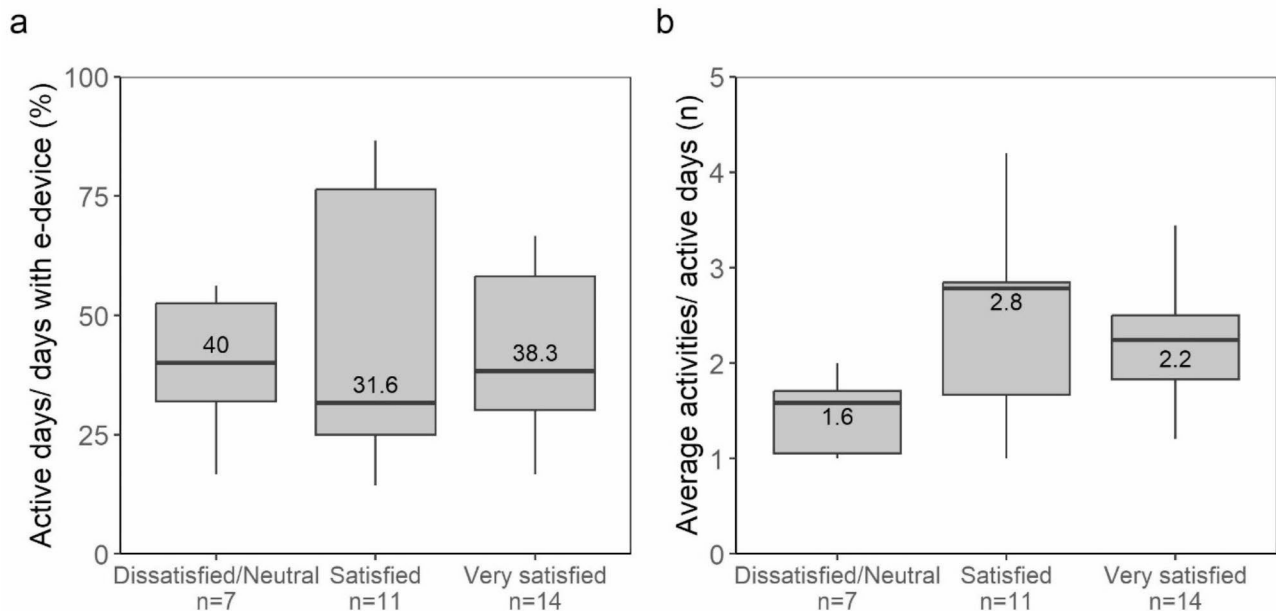 a
Active days/ days with e-device (%)
100
75
50
25
0
40
31.6
38.3
Dissatisfied/Neutral
n=7
Satisfied
n=11
Very satisfied
n=14
b
Average activities/ active days (n)
5
4
3
2
1
0
1.6
2.8
2.2
Dissatisfied/Neutral
n=7
Satisfied
n=11
Very satisfied
n=14